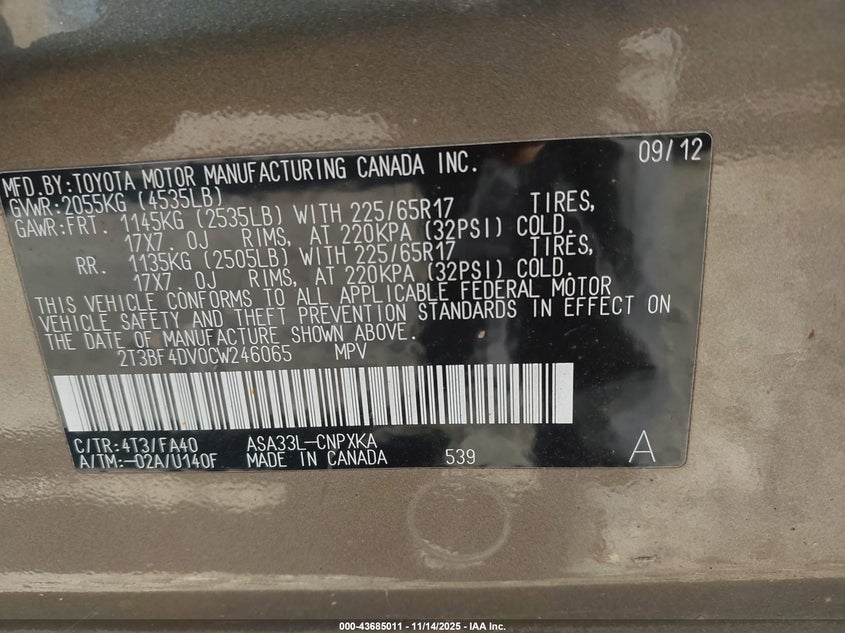 MFD.BY:TOYOTA MOTOR MANUFACTURING CANADA INC. 09/12
GVWR:2055KG (4535LB)
GAWR:FRT. 1145KG (2535LB) WITH 225/65R17 TIRES,
17X7.0J RIMS, AT 220KPA (32PSI) COLD.
RR. 1135KG (2505LB) WITH 225/65R17 TIRES,
17X7.0J RIMS, AT 220KPA (32PSI) COLD.
THIS VEHICLE CONFORMS TO ALL APPLICABLE FEDERAL MOTOR
VEHICLE SAFETY AND THEFT PREVENTION STANDARDS IN EFFECT ON
THE DATE OF MANUFACTURE SHOWN ABOVE.
2T3BF4DV0CW246065 MPV
C/TR:4T3/FA40 ASA33L-CNPXKA
A/TM:-02A/U140F MADE IN CANADA 539 A
000-43685011 - 11/14/2025 - IAA Inc.